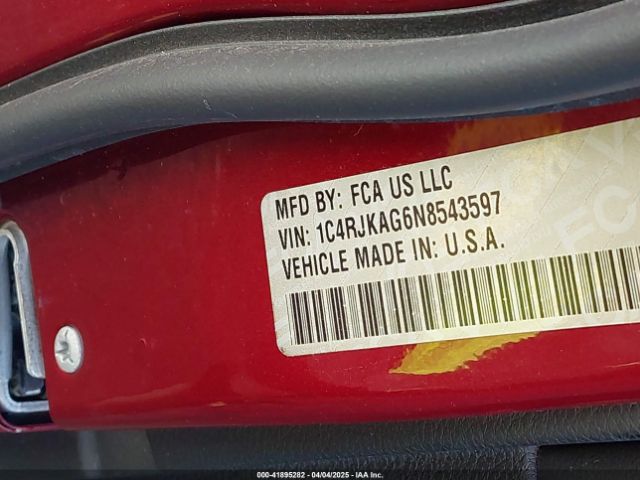 MFD BY: FCA US LLC
VIN: 1C4RJKAG6N8543597
VEHICLE MADE IN: U.S.A.
000-41895282 - 04/04/2025 - IAA Inc.